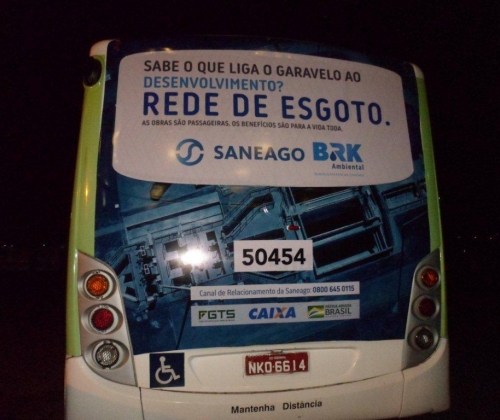 SABE O QUE LIGA O GARAVELO AO
DESENVOLVIMENTO?
REDE DE ESGOTO.
AS OBRAS SÃO PASSAGEIRAS, OS BENEFÍCIOS SÃO PARA A VIDA TODA.
SANEAGO BRK
Ambiental
50454
Canal de Relacionamento da Saneago: 0800 645 0115
FGTS CAIXA BRASIL
NKO-6614
Mantenha Distância